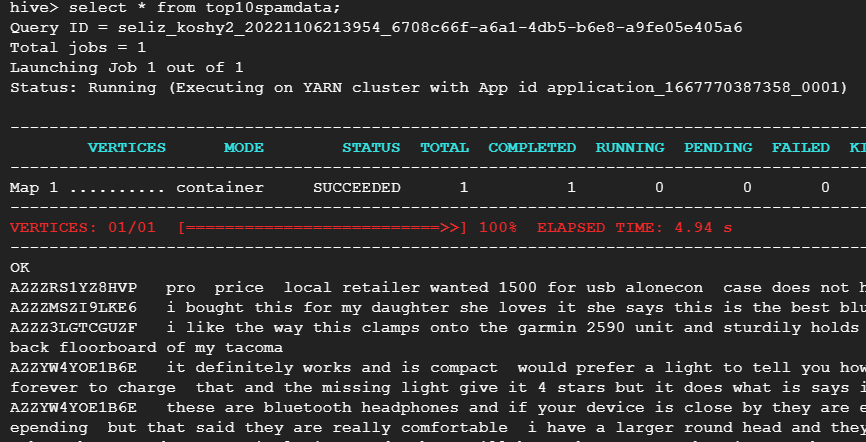 hive> select * from top10spamdata;
Query ID = seliz_koshy2_20221106213954_6708c66f-a6a1-4db5-b6e8-a9fe05e405a6
Total jobs = 1
Launching Job 1 out of 1
Status: Running (Executing on YARN cluster with App id application_1667770387358_0001)
----------------------------------------------------------------------------------------
VERTICES MODE STATUS TOTAL COMPLETED RUNNING PENDING FAILED KI
----------------------------------------------------------------------------------------
Map 1 .......... container SUCCEEDED 1 1 0 0 0
----------------------------------------------------------------------------------------
VERTICES: 01/01 [==========================>>] 100% ELAPSED TIME: 4.94 s
----------------------------------------------------------------------------------------
OK
AZZZRS1YZ8HVP pro price local retailer wanted 1500 for usb alonecon case does not h
AZZZMSZI9LKE6 i bought this for my daughter she loves it she says this is the best blu
AZZZ3LGTCGUZF i like the way this clamps onto the garmin 2590 unit and sturdily holds
back floorboard of my tacoma
AZZYW4YOE1B6E it definitely works and is compact would prefer a light to tell you how
forever to charge that and the missing light give it 4 stars but it does what is says i
AZZYW4YOE1B6E these are bluetooth headphones and if your device is close by they are e
epending but that said they are really comfortable i have a larger round head and they